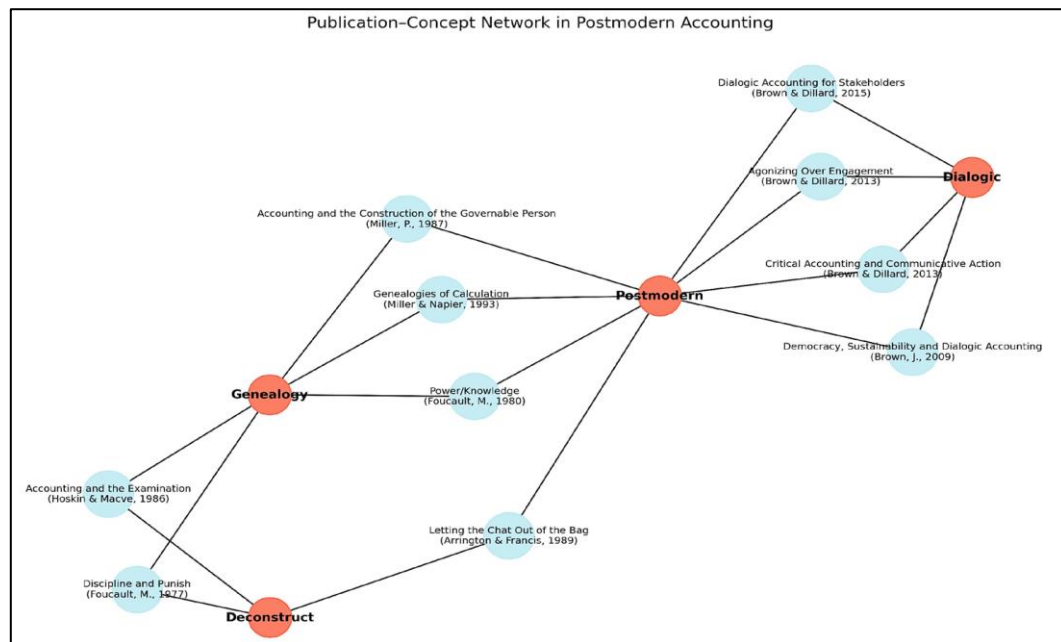 Publication–Concept Network in Postmodern Accounting
Dialogic Accounting for Stakeholders
(Brown & Dillard, 2015)
Agonizing Over Engagement
(Brown & Dillard, 2013)
Dialogic
Accounting and the Construction of the Governable Person
(Miller, P., 1987)
Critical Accounting and Communicative Action
(Brown & Dillard, 2013)
Genealogies of Calculation
(Miller & Napier, 1993)
Postmodern
Democracy, Sustainability and Dialogic Accounting
(Brown, J., 2009)
Genealogy
Power/Knowledge
(Foucault, M., 1980)
Accounting and the Examination
(Hoskin & Macve, 1986)
Letting the Chat Out of the Bag
(Arrington & Francis, 1989)
Discipline and Punish
(Foucault, M., 1977)
Deconstruct